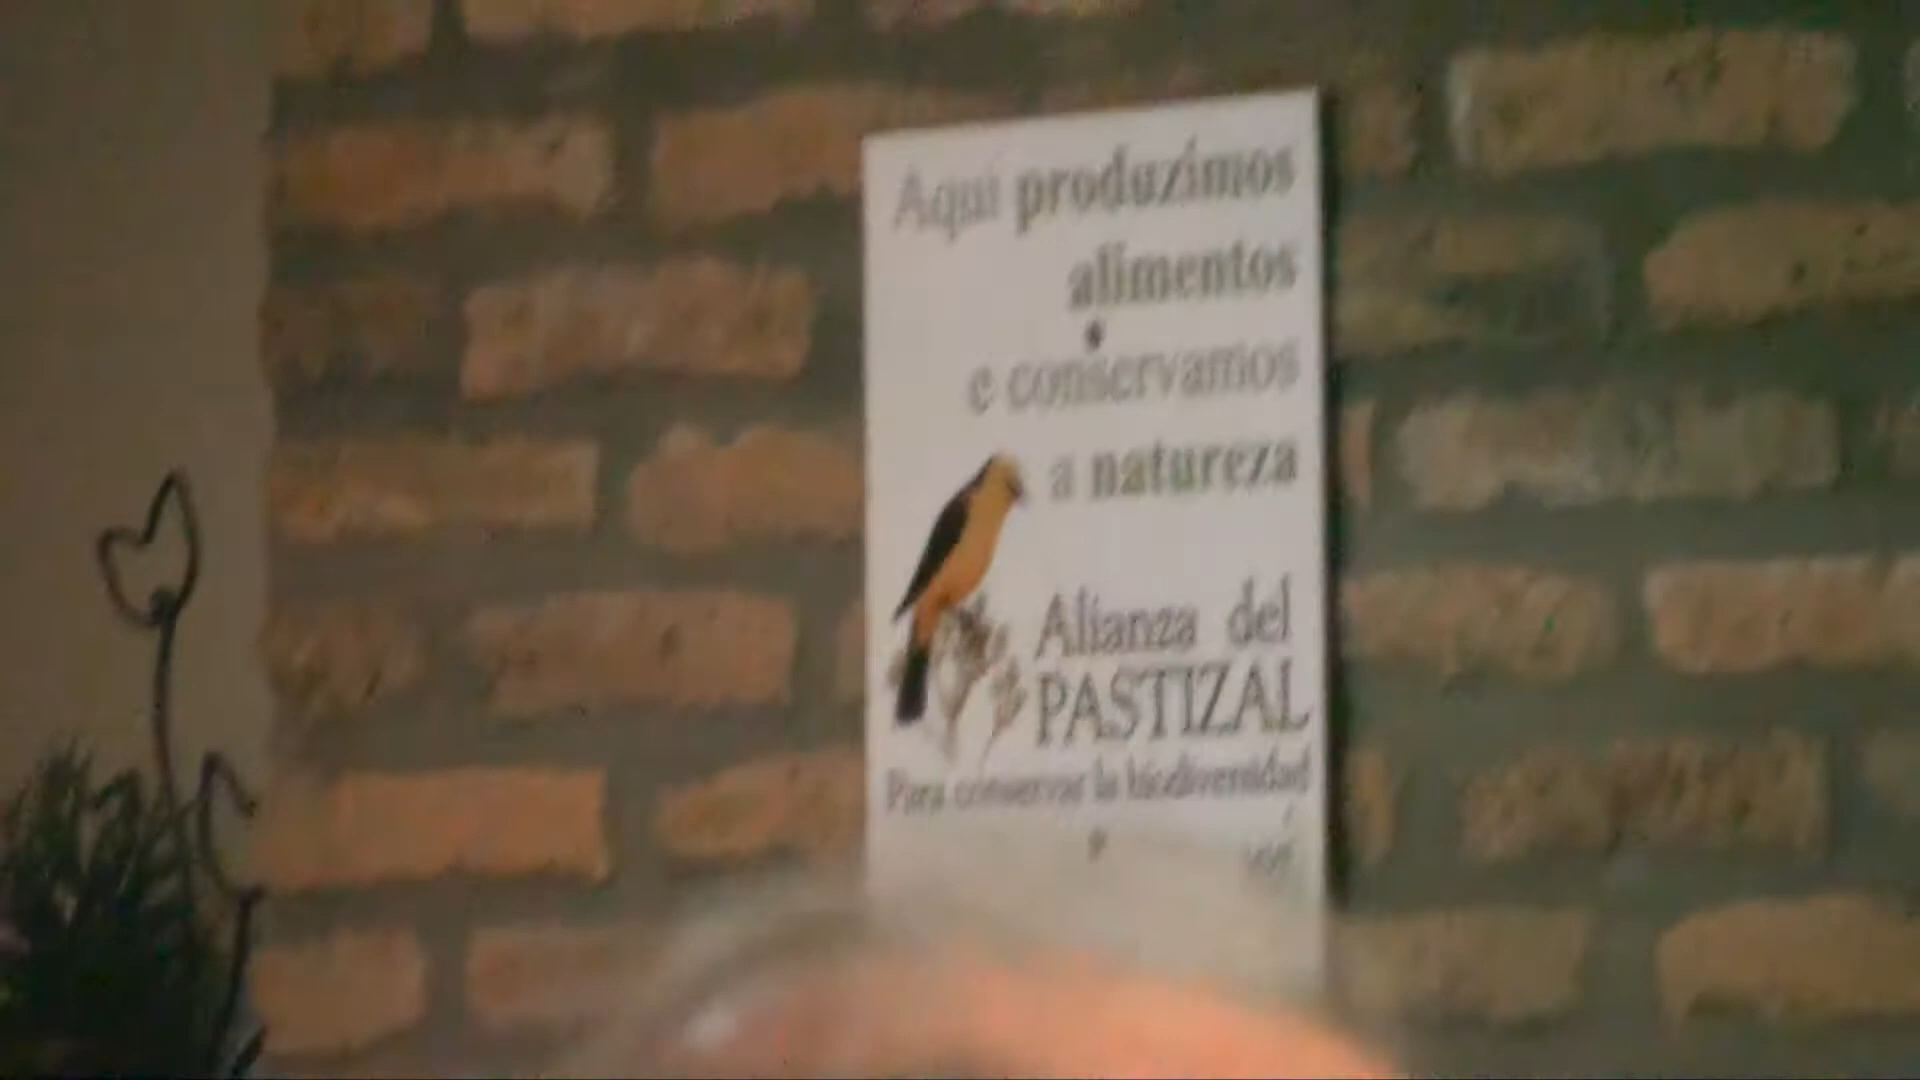 Aqui produzimos
alimentos
e conservamos
a natureza
Alianza del
PASTIZAL
Para conservar la biodiversidad